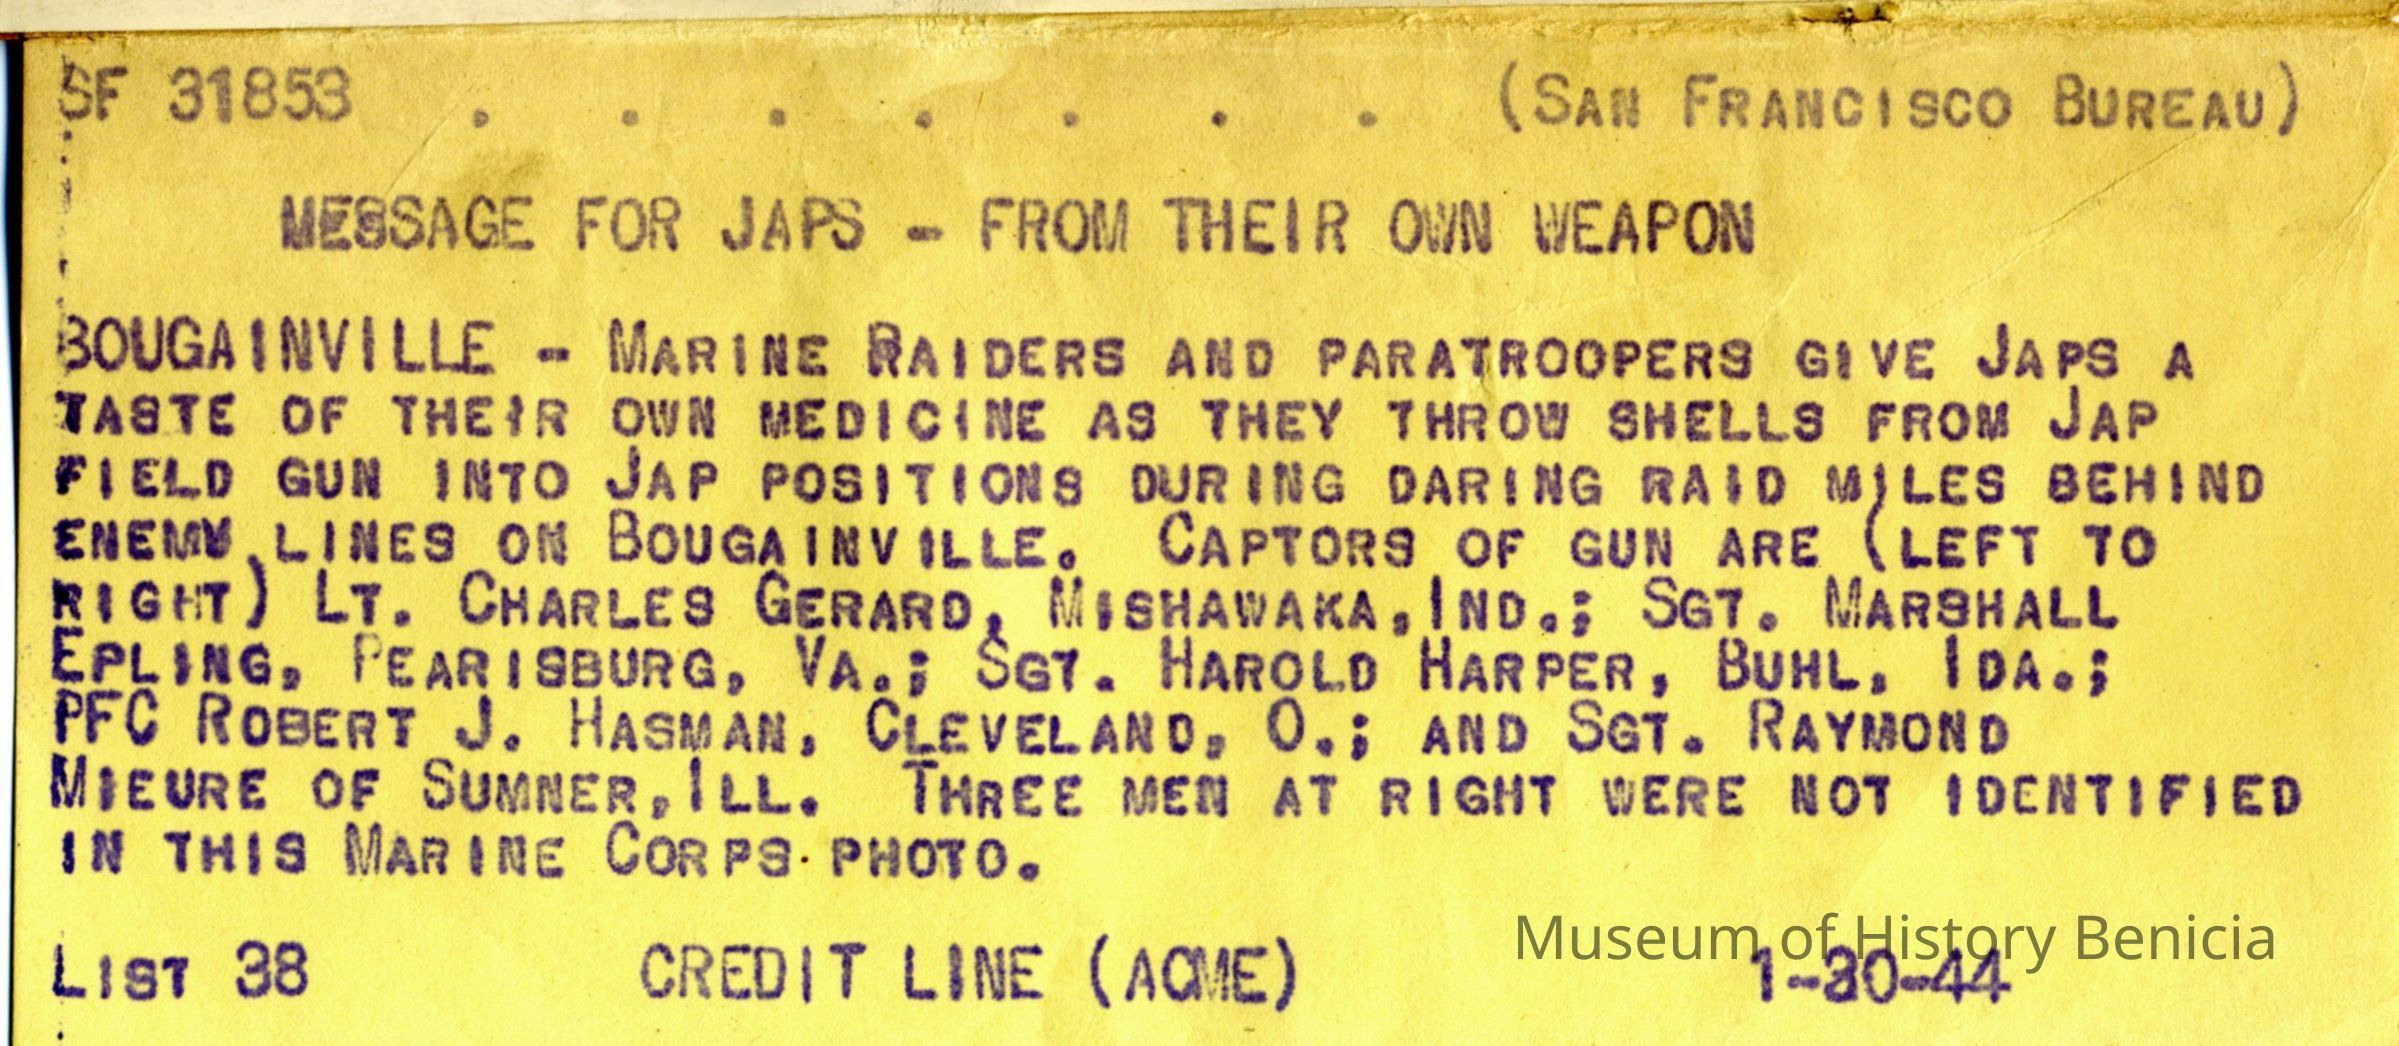 SF 31853 . . . . . . . (San Francisco Bureau)
MESSAGE FOR JAPS - FROM THEIR OWN WEAPON
BOUGAINVILLE - Marine Raiders and paratroopers give Japs a
taste of their own medicine as they throw shells from Jap
field gun into Jap positions during daring raid miles behind
enemy lines on Bougainville. Captors of gun are (left to
right) Lt. Charles Gerard, Mishawaka,Ind.; Sgt. Marshall
Epling, Pearisburg, Va.; Sgt. Harold Harper, Buhl, Ida.;
PFC Robert J. Hasman, Cleveland, O.; and Sgt. Raymond
Mieure of Sumner,Ill. Three men at right were not identified
in this Marine Corps photo.
Museum of History Benicia
List 38 CREDIT LINE (ACME) 1-30-44